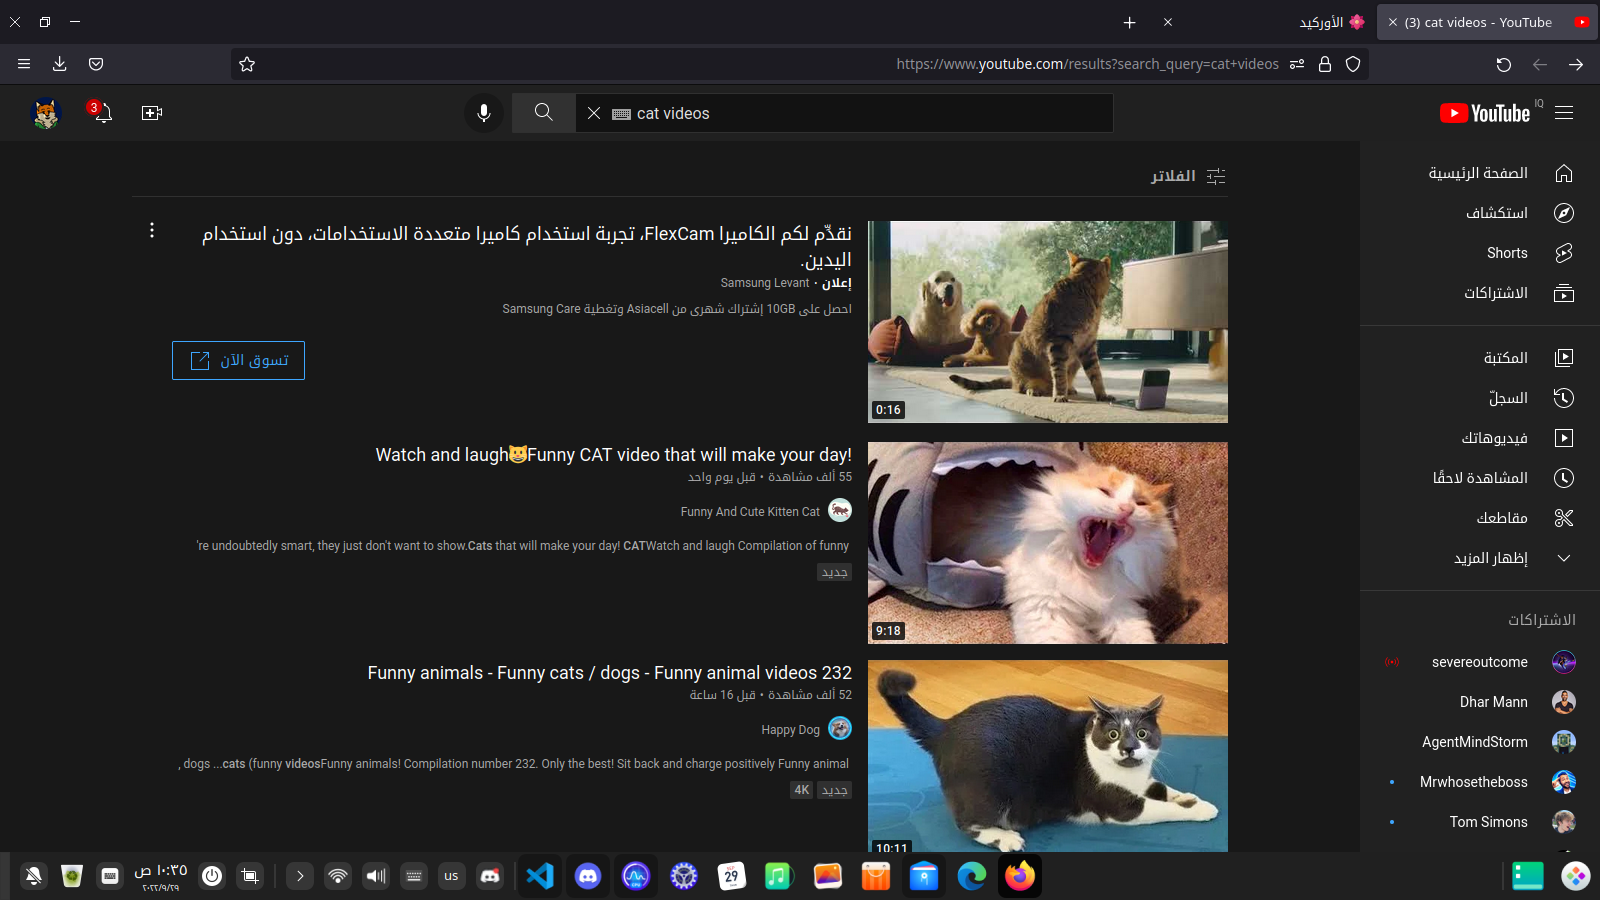 (3) cat videos - YouTube
الأوركيد
https://www.youtube.com/results?search_query=cat+videos
YouTube IQ
cat videos
3
الصفحة الرئيسية
استكشاف
Shorts
الاشتراكات
المكتبة
السجلّ
فيديوهاتك
المشاهدة لاحقًا
مقاطعك
إظهار المزيد
الاشتراكات
severeoutcome
Dhar Mann
AgentMindStorm
Mrwhosetheboss
Tom Simons
الفلاتر
نقدّم لكم الكاميرا FlexCam، تجربة استخدام كاميرا متعددة الاستخدامات، دون استخدام
اليدين.
إعلان • Samsung Levant
احصل على 10GB إشتراك شهرى من Asiacell وتغطية Samsung Care
تسوق الآن
0:16
Watch and laugh😺Funny CAT video that will make your day!
55 ألف مشاهدة • قبل يوم واحد
Funny And Cute Kitten Cat
're undoubtedly smart, they just don't want to show.Cats that will make your day! CATWatch and laugh Compilation of funny
جديد
9:18
Funny animals - Funny cats / dogs - Funny animal videos 232
52 ألف مشاهدة • قبل 16 ساعة
Happy Dog
, dogs ...cats (funny videosFunny animals! Compilation number 232. Only the best! Sit back and charge positively Funny animal
جديد 4K
10:11
١٠:٣٥ ص
٢٠٢٢/٩/٢٩
us
SEP
29